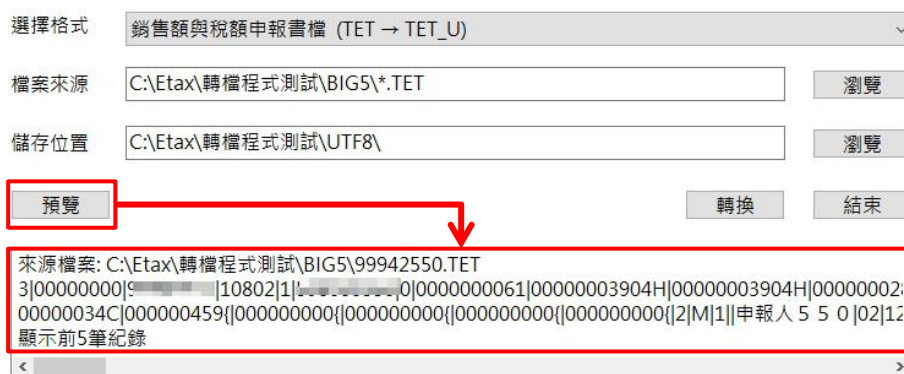 選擇格式 銷售額與稅額申報書檔 (TET → TET_U)
檔案來源 C:\Etax\轉檔程式測試\BIG5\*.TET 瀏覽
儲存位置 C:\Etax\轉檔程式測試\UTF8\ 瀏覽
預覽 轉換 結束
來源檔案: C:\Etax\轉檔程式測試\BIG5\99942550.TET
3|00000000|9 |10802|1| 0|0000000061|00000003904H|00000003904H|000000028
00000034C|000000459{|000000000{|000000000{|000000000{|000000000{|2|M|1||申報人５５０|02|12
顯示前5筆紀錄